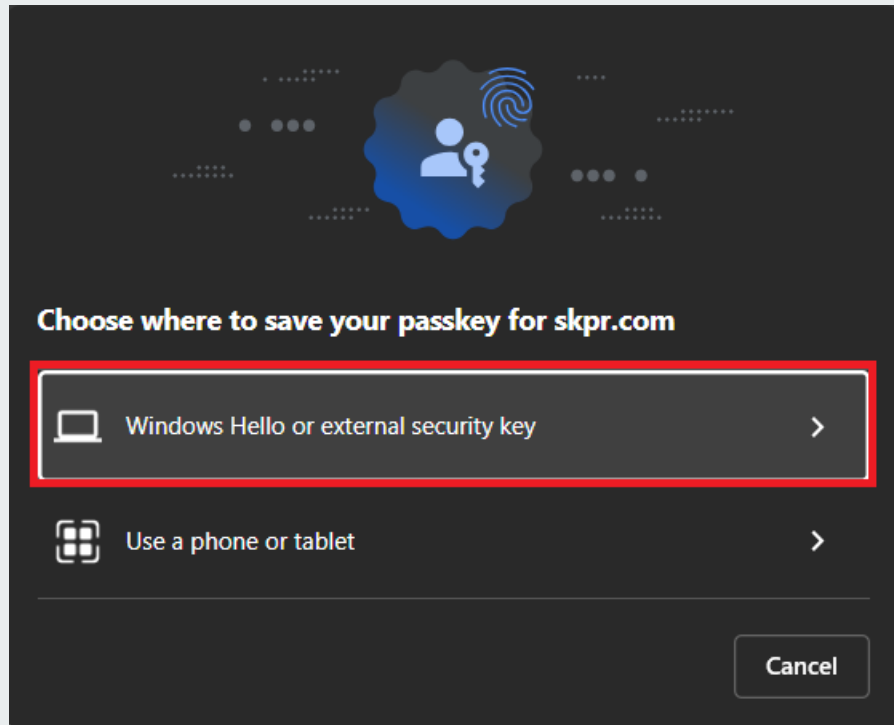 Choose where to save your passkey for skpr.com
Windows Hello or external security key
Use a phone or tablet
Cancel